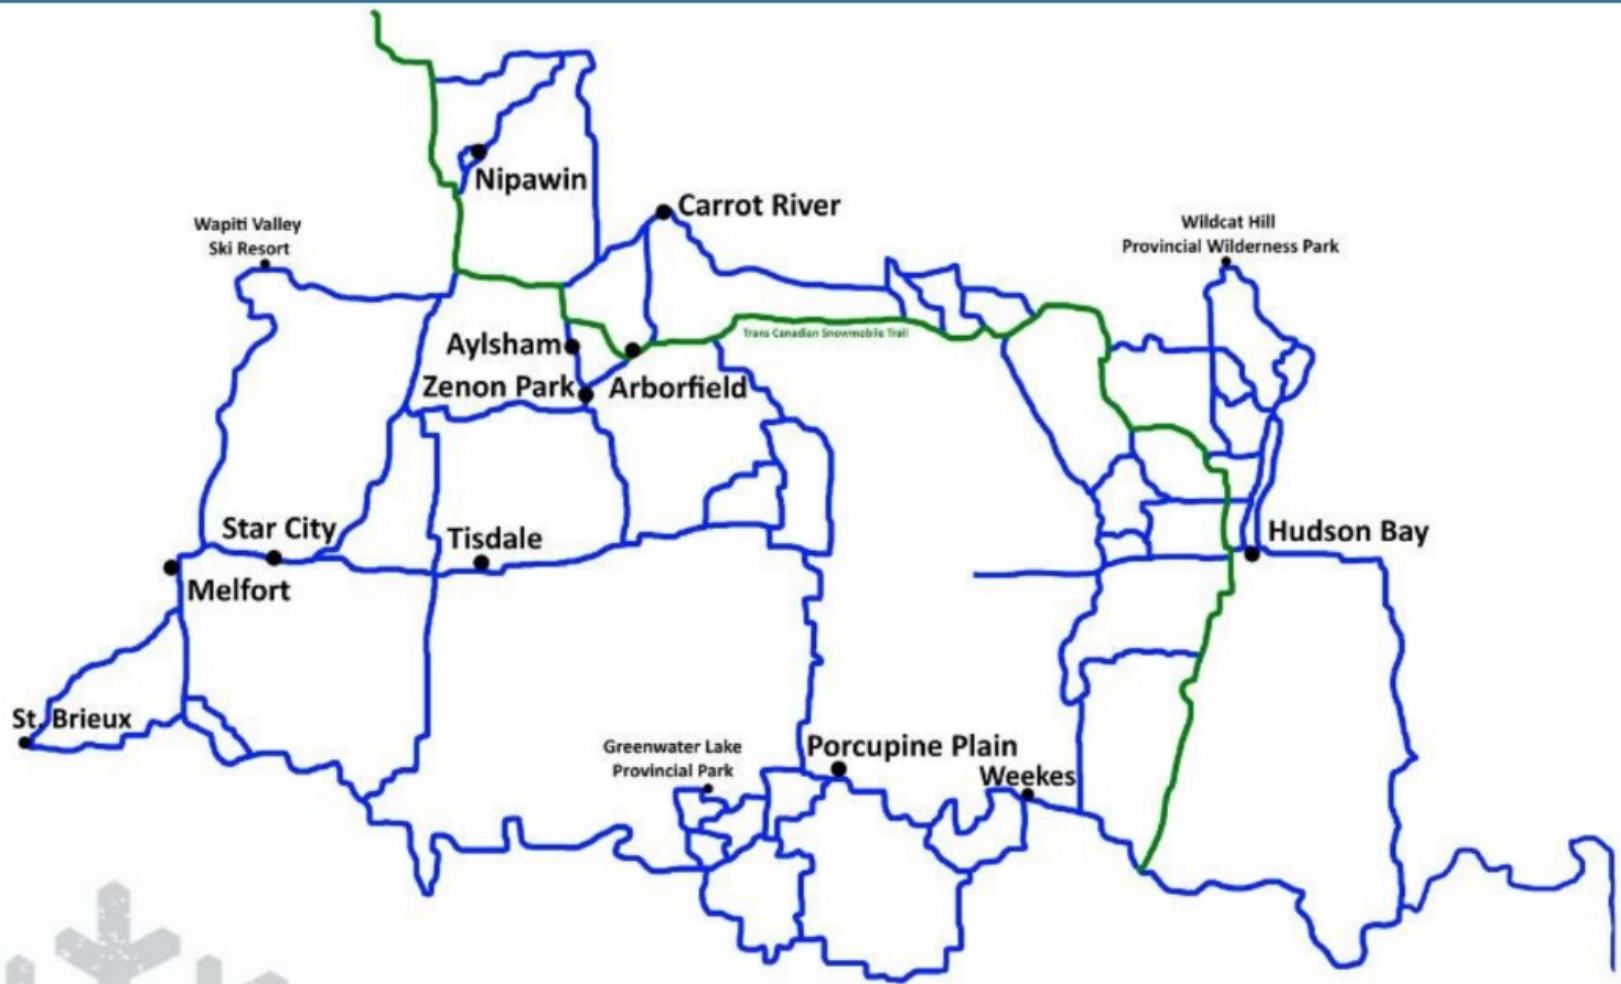 Nipawin
Carrot River
Wapiti Valley
Ski Resort
Wildcat Hill
Provincial Wilderness Park
Trans Canadian Snowmobile Trail
Aylsham
Zenon Park
Arborfield
Star City
Tisdale
Hudson Bay
Melfort
St. Brieux
Greenwater Lake
Provincial Park
Porcupine Plain
Weekes